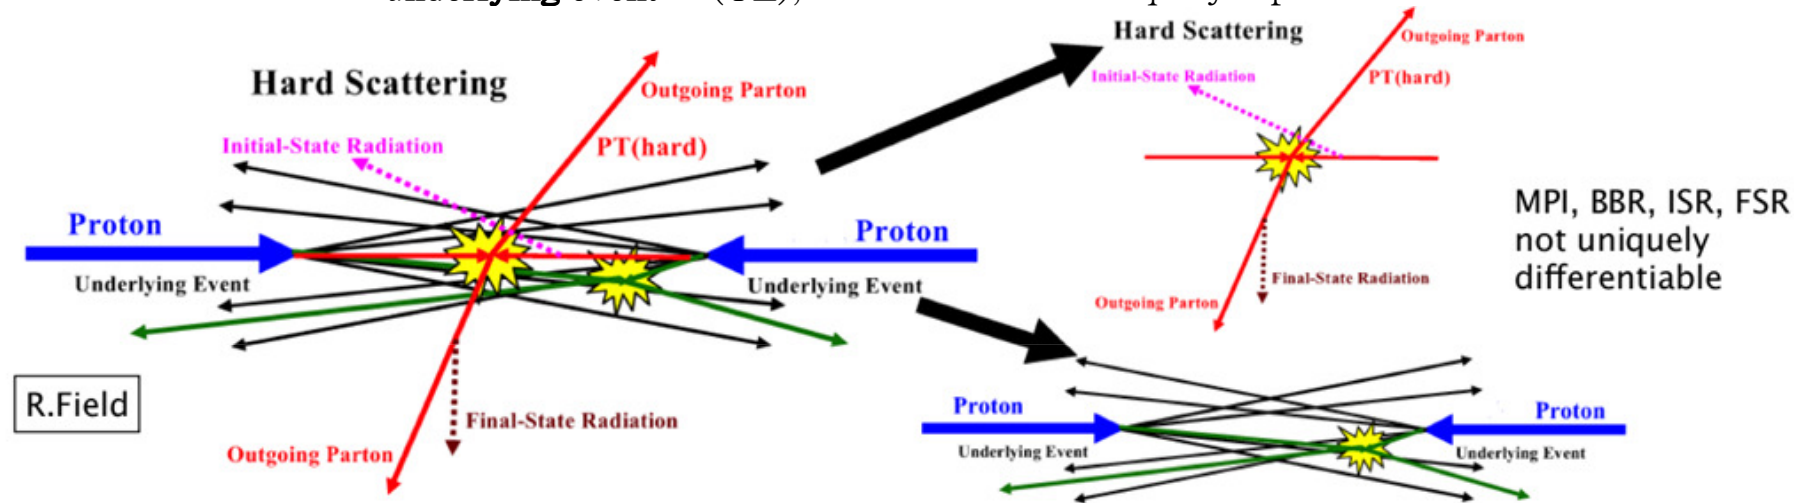 Hard Scattering
Outgoing Parton
Initial-State Radiation
PT(hard)
Proton
Proton
Underlying Event
Underlying Event
R.Field
Final-State Radiation
Outgoing Parton
Hard Scattering
Outgoing Parton
Initial-State Radiation
PT(hard)
Final-State Radiation
Outgoing Parton
MPI, BBR, ISR, FSR
not uniquely
differentiable
Proton
Proton
Underlying Event
Underlying Event